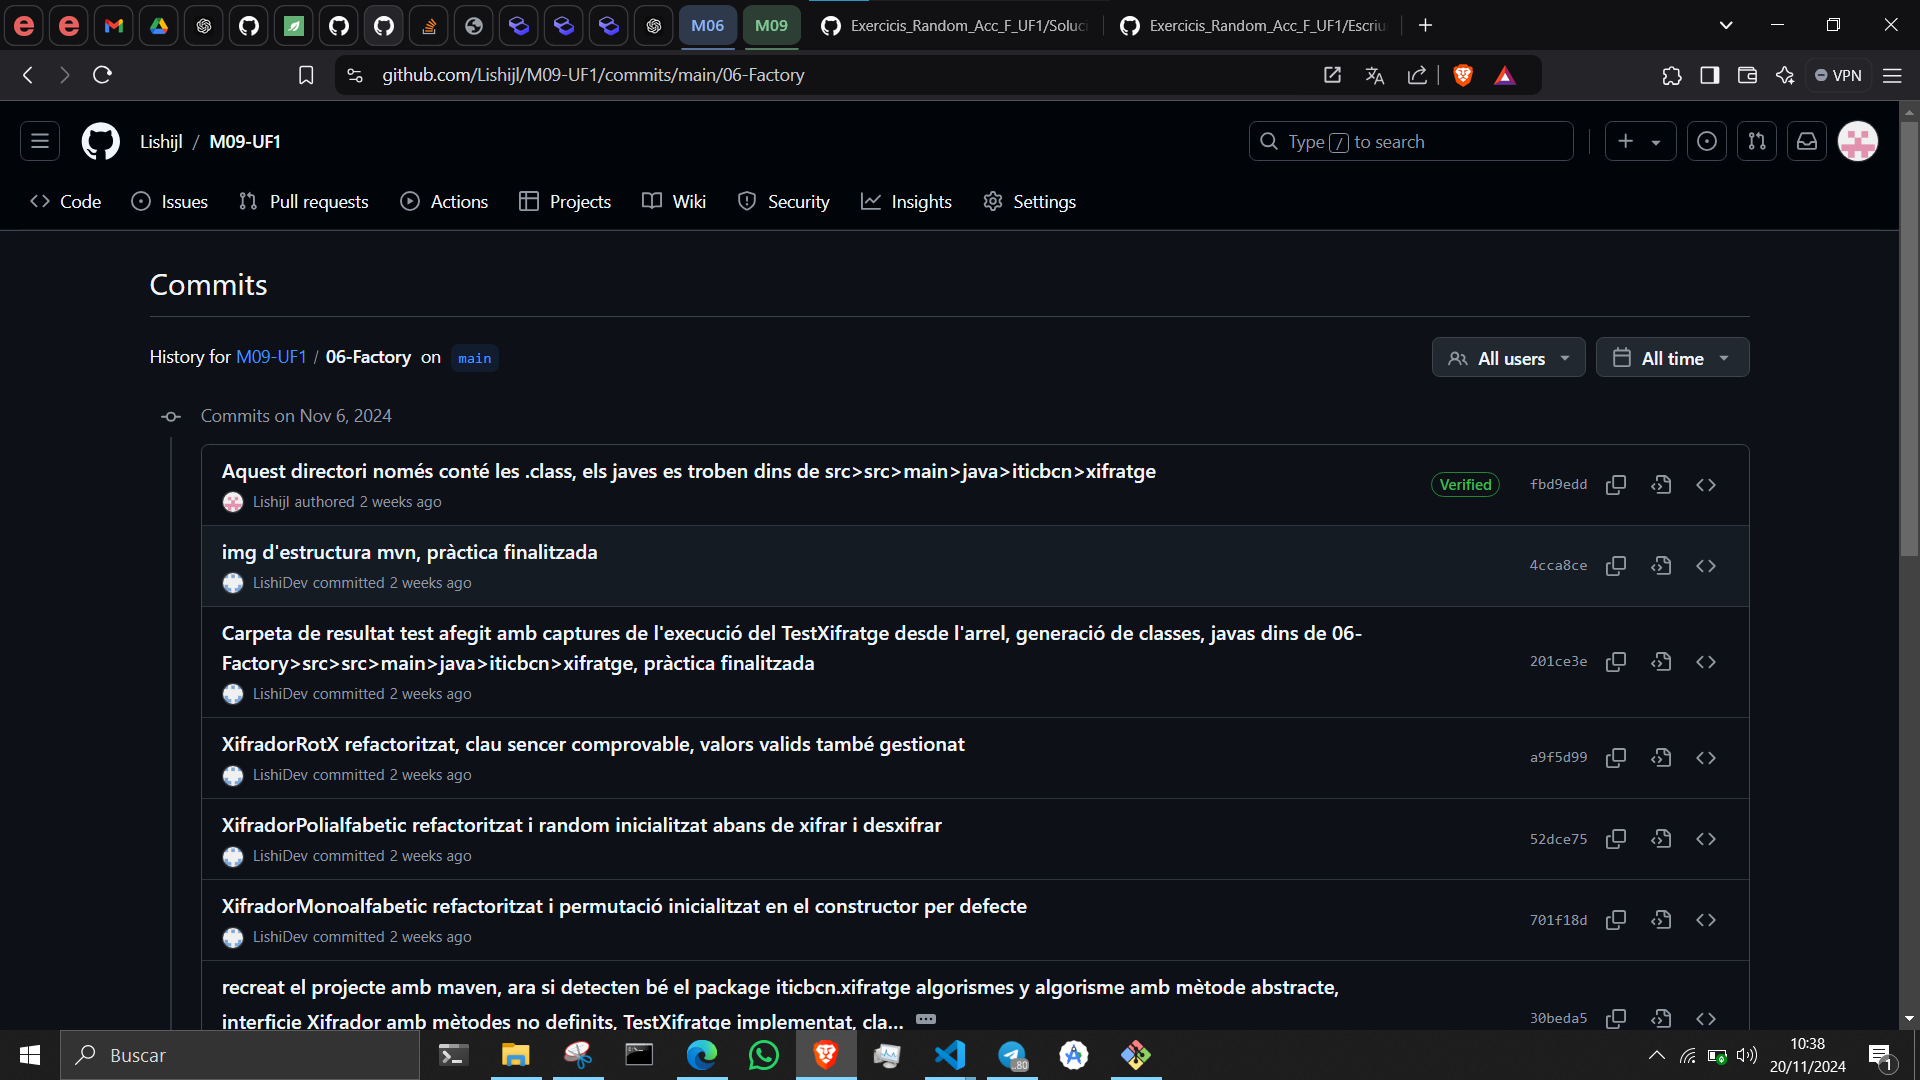 M06
M09
Exercicis_Random_Acc_F_UF1/Soluci
Exercicis_Random_Acc_F_UF1/Escriu
github.com/Lishijl/M09-UF1/commits/main/06-Factory
VPN
Lishijl / M09-UF1
Type / to search
Code
Issues
Pull requests
Actions
Projects
Wiki
Security
Insights
Settings
Commits
History for M09-UF1 / 06-Factory on main
All users
All time
Commits on Nov 6, 2024
Aquest directori només conté les .class, els javes es troben dins de src>src>main>java>iticbcn>xifratge
Lishijl authored 2 weeks ago
Verified
fbd9edd
img d'estructura mvn, pràctica finalitzada
LishiDev committed 2 weeks ago
4cca8ce
Carpeta de resultat test afegit amb captures de l'execució del TestXifratge desde l'arrel, generació de classes, javas dins de 06-
Factory>src>src>main>java>iticbcn>xifratge, pràctica finalitzada
LishiDev committed 2 weeks ago
201ce3e
XifradorRotX refactoritzat, clau sencer comprovable, valors valids també gestionat
LishiDev committed 2 weeks ago
a9f5d99
XifradorPolialfabetic refactoritzat i random inicialitzat abans de xifrar i desxifrar
LishiDev committed 2 weeks ago
52dce75
XifradorMonoalfabetic refactoritzat i permutació inicialitzat en el constructor per defecte
LishiDev committed 2 weeks ago
701f18d
recreat el projecte amb maven, ara si detecten bé el package iticbcn.xifratge algorismes y algorisme amb mètode abstracte,
interficie Xifrador amb mètodes no definits, TestXifratge implementat, cla...
30beda5
Buscar
80
10:38
20/11/2024
1